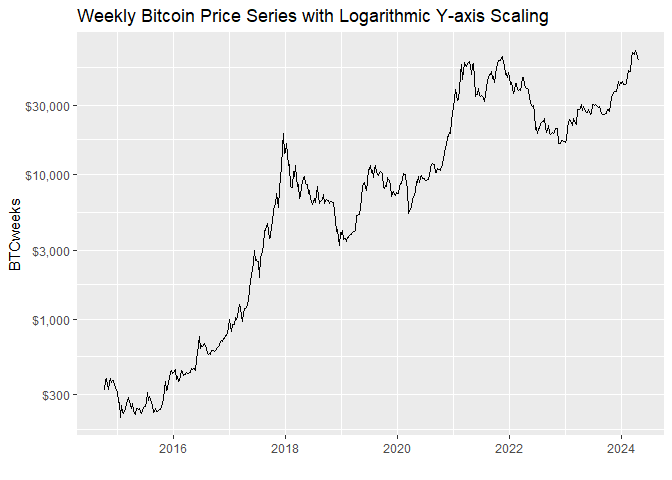 Weekly Bitcoin Price Series with Logarithmic Y-axis Scaling
BTCweeks
$30,000
$10,000
$3,000
$1,000
$300
2016 2018 2020 2022 2024